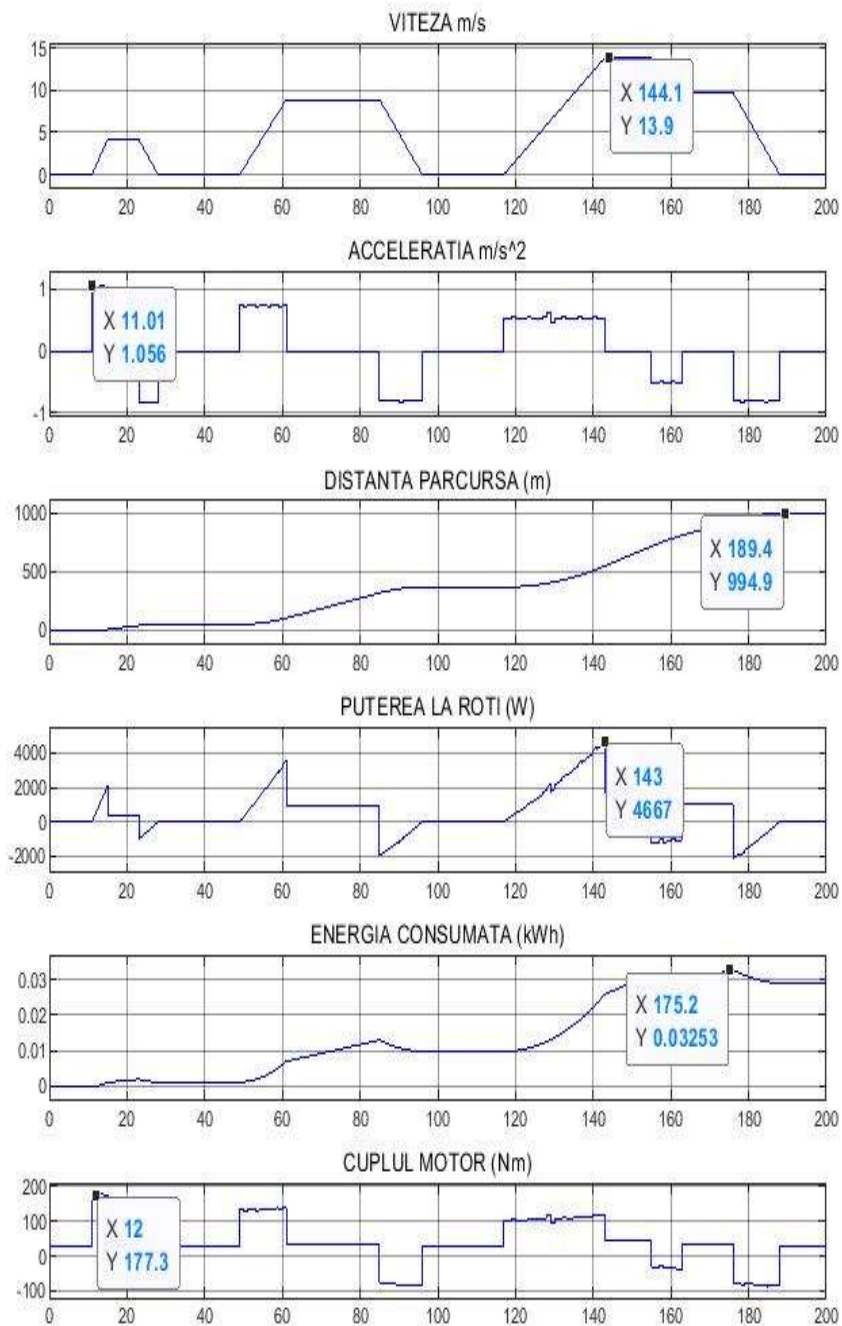 VITEZA m/s
15
10
5
0
X 144.1
Y 13.9
0 20 40 60 80 100 120 140 160 180 200
ACCELERATIA m/s^2
1
0
-1
X 11.01
Y 1.056
0 20 40 60 80 100 120 140 160 180 200
DISTANTA PARCURSA (m)
1000
500
0
X 189.4
Y 994.9
0 20 40 60 80 100 120 140 160 180 200
PUTEREA LA ROTI (W)
4000
2000
0
-2000
X 143
Y 4667
0 20 40 60 80 100 120 140 160 180 200
ENERGIA CONSUMATA (kWh)
0.03
0.02
0.01
0
X 175.2
Y 0.03253
0 20 40 60 80 100 120 140 160 180 200
CUPLUL MOTOR (Nm)
200
100
0
-100
X 12
Y 177.3
0 20 40 60 80 100 120 140 160 180 200